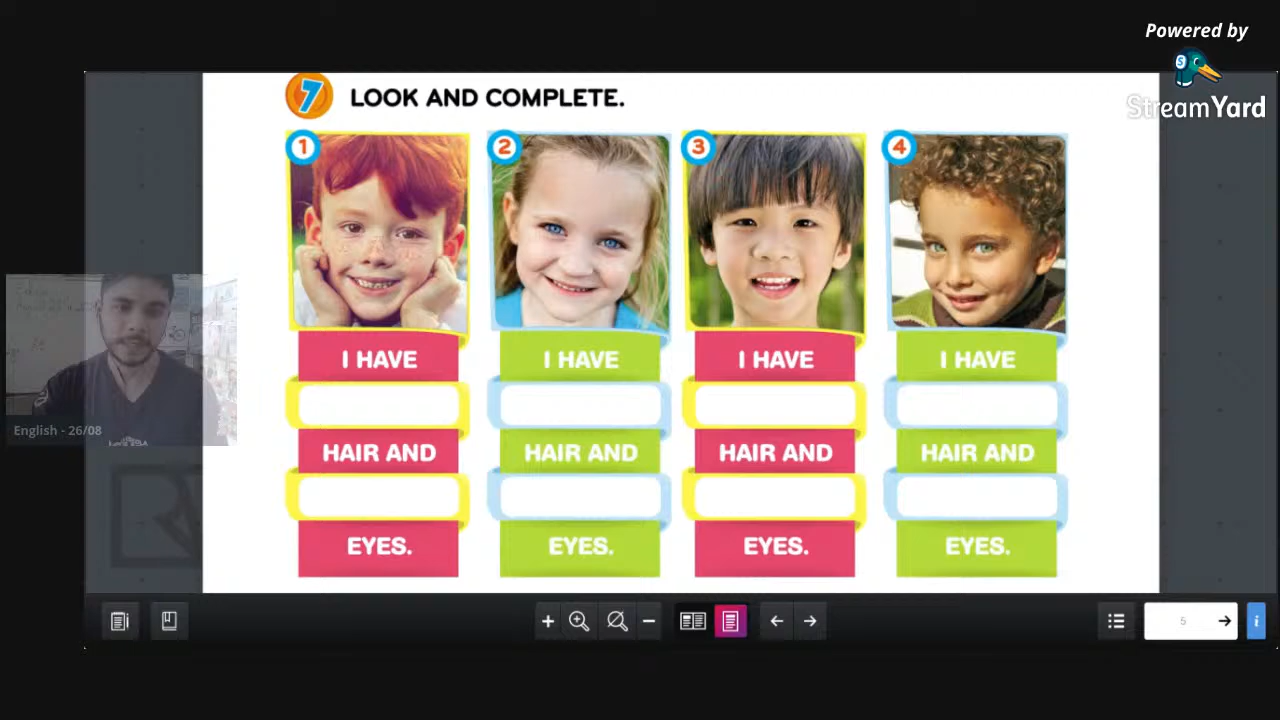 Powered by
StreamYard
7 LOOK AND COMPLETE.
1 2 3 4
I HAVE I HAVE I HAVE I HAVE
HAIR AND HAIR AND HAIR AND HAIR AND
EYES. EYES. EYES. EYES.
English - 26/08
5